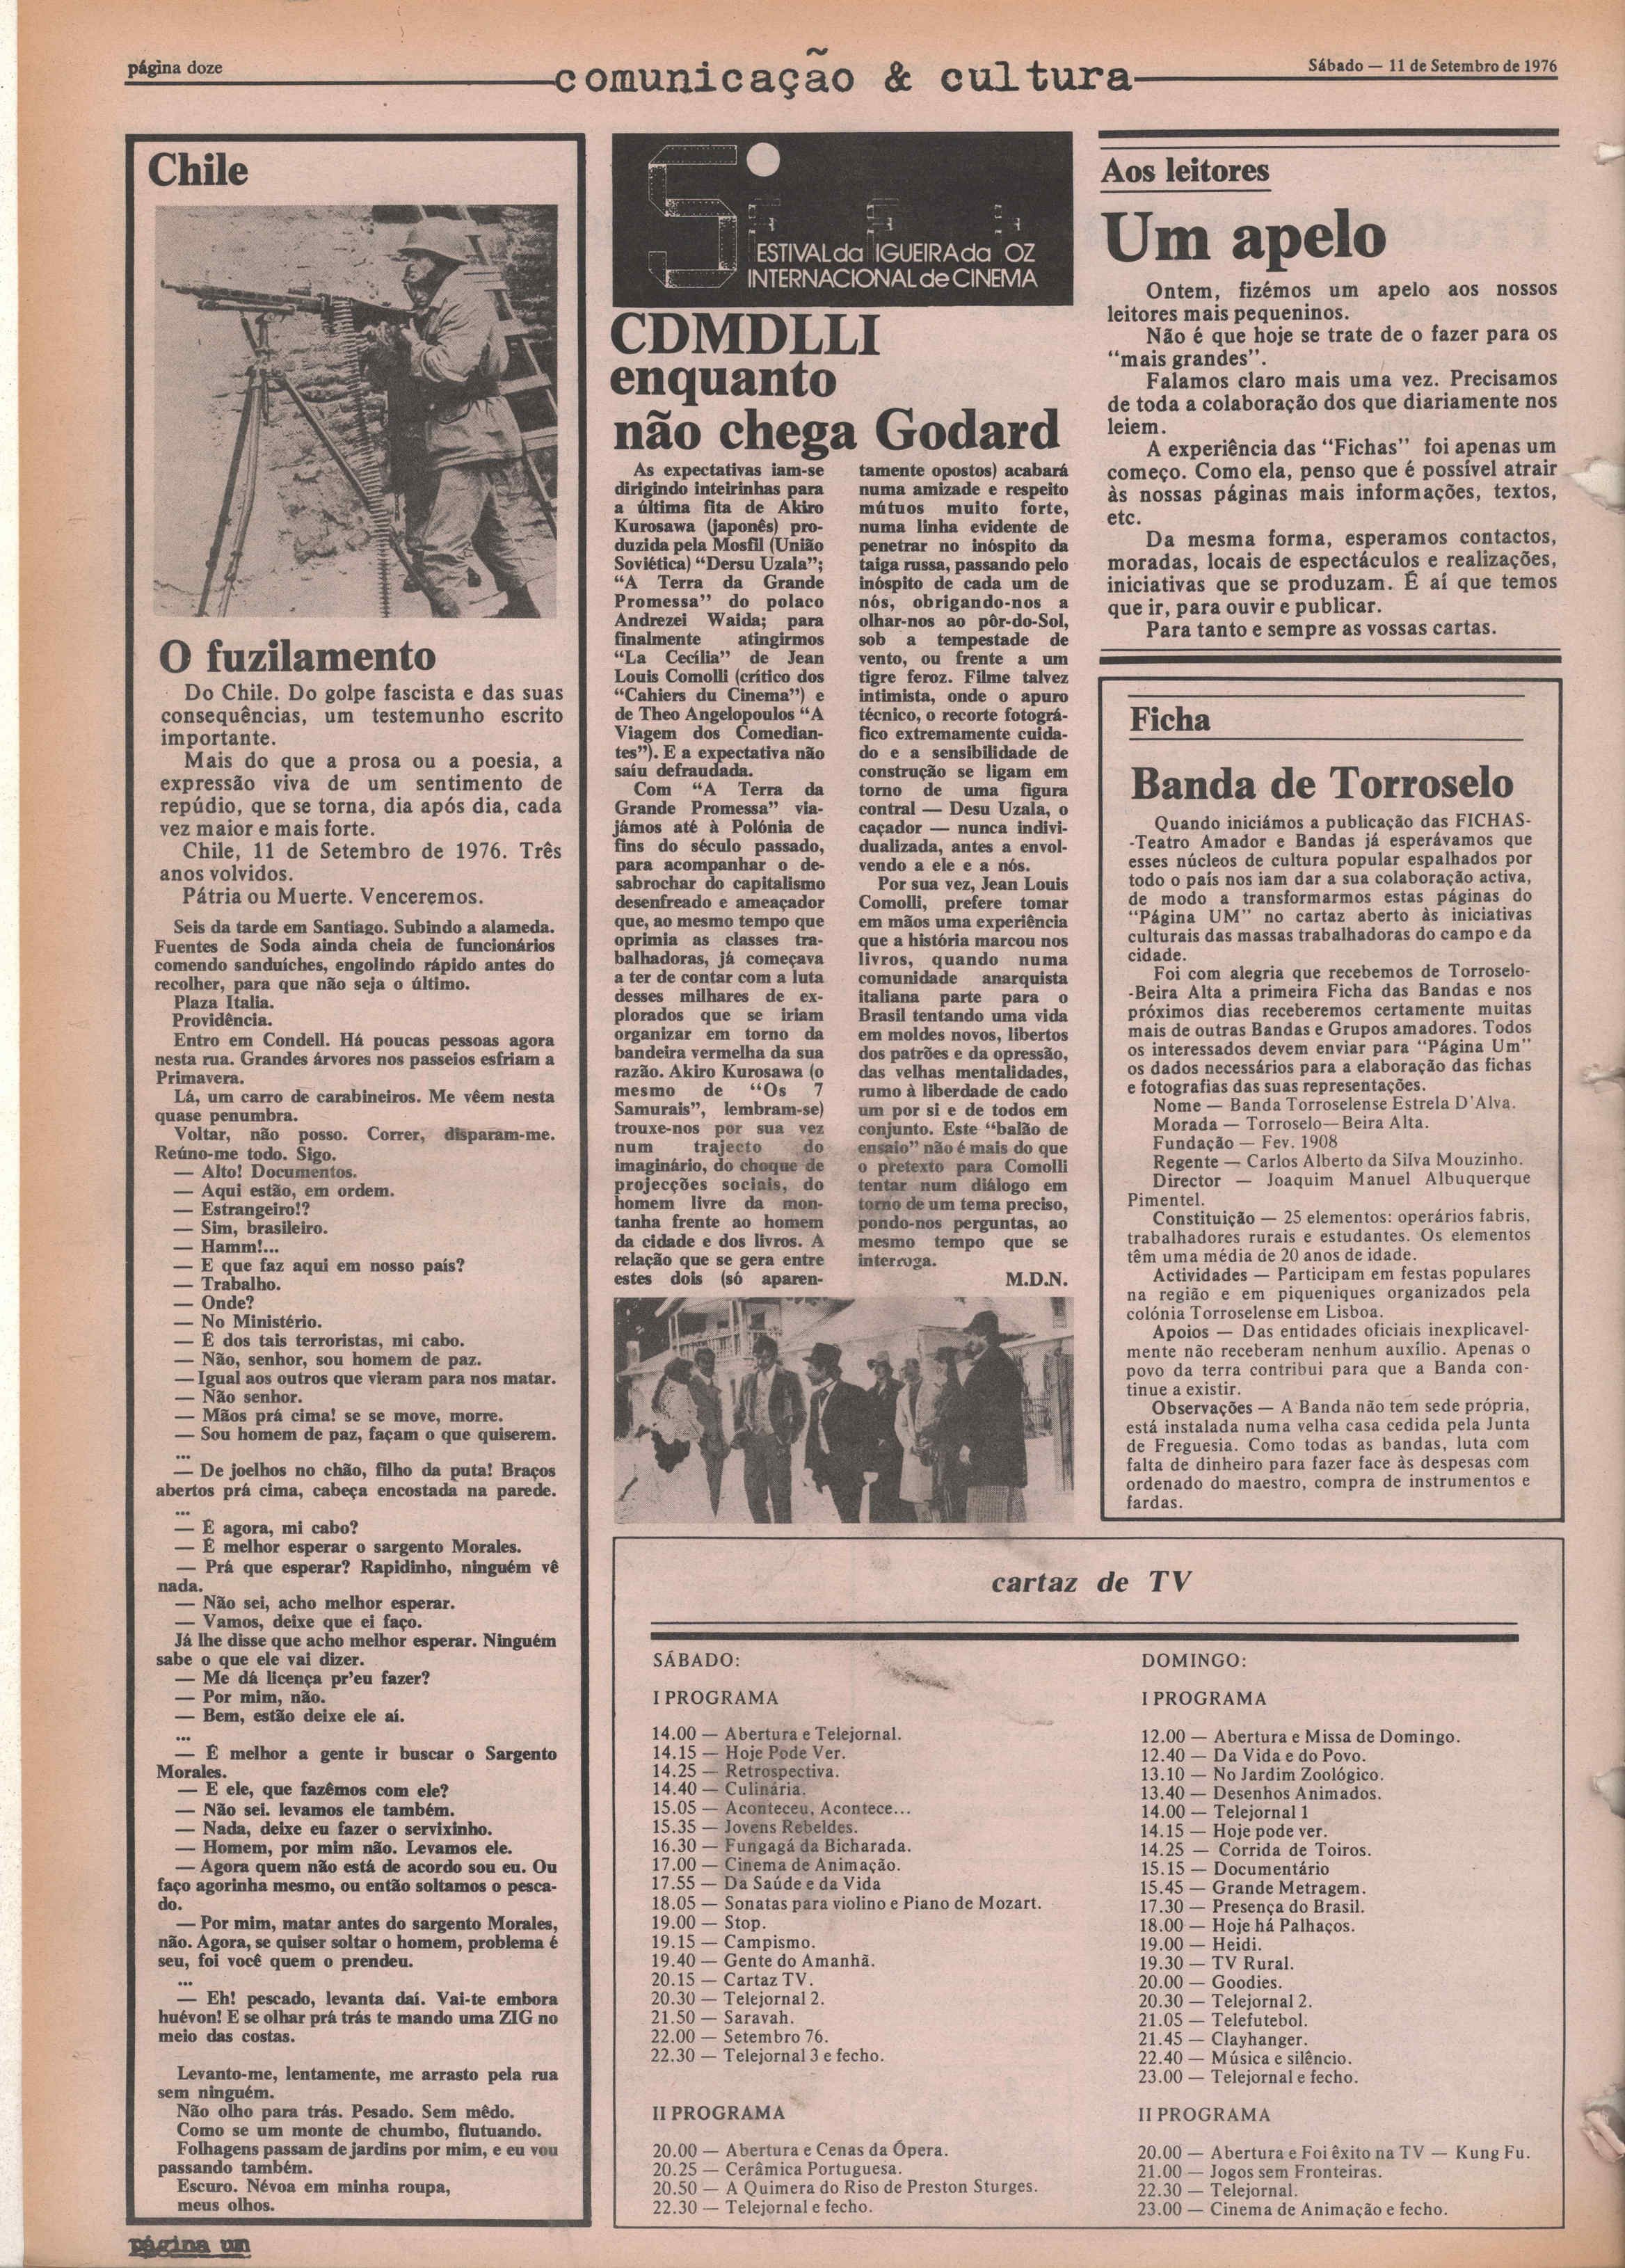 página doze
comunicação & cultura
Sábado — 11 de Setembro de 1976
Chile
O fuzilamento
Do Chile. Do golpe fascista e das suas
consequências, um testemunho escrito
importante.
Mais do que a prosa ou a poesia, a
expressão viva de um sentimento de
repúdio, que se torna, dia após dia, cada
vez maior e mais forte.
Chile, 11 de Setembro de 1976. Três
anos volvidos.
Pátria ou Muerte. Venceremos.
Seis da tarde em Santiago. Subindo a alameda.
Fuentes de Soda ainda cheia de funcionários
comendo sanduíches, engolindo rápido antes do
recolher, para que não seja o último.
Plaza Italia.
Providência.
Entro em Condell. Há poucas pessoas agora
nesta rua. Grandes árvores nos passeios esfriam a
Primavera.
Lá, um carro de carabineiros. Me vêem nesta
quase penumbra.
Voltar, não posso. Correr, disparam-me.
Reúno-me todo. Sigo.
— Alto! Documentos.
— Aqui estão, em ordem.
— Estrangeiro!?
— Sim, brasileiro.
— Hamm!...
— E que faz aqui em nosso país?
— Trabalho.
— Onde?
— No Ministério.
— É dos tais terroristas, mi cabo.
— Não, senhor, sou homem de paz.
— Igual aos outros que vieram para nos matar.
— Não senhor.
— Mãos prá cima! se se move, morre.
— Sou homem de paz, façam o que quiserem.
...
— De joelhos no chão, filho da puta! Braços
abertos prá cima, cabeça encostada na parede.
...
— É agora, mi cabo?
— É melhor esperar o sargento Morales.
— Prá que esperar? Rapidinho, ninguém vê
nada.
— Não sei, acho melhor esperar.
— Vamos, deixe que ei faço.
Já lhe disse que acho melhor esperar. Ninguém
sabe o que ele vai dizer.
— Me dá licença pr'eu fazer?
— Por mim, não.
— Bem, estão deixe ele aí.
...
— É melhor a gente ir buscar o Sargento
Morales.
— E ele, que fazêmos com ele?
— Não sei. levamos ele também.
— Nada, deixe eu fazer o servixinho.
— Homem, por mim não. Levamos ele.
— Agora quem não está de acordo sou eu. Ou
faço agorinha mesmo, ou então soltamos o pesca-
do.
— Por mim, matar antes do sargento Morales,
não. Agora, se quiser soltar o homem, problema é
seu, foi você quem o prendeu.
...
— Eh! pescado, levanta daí. Vai-te embora
huévon! E se olhar prá trás te mando uma ZIG no
meio das costas.
Levanto-me, lentamente, me arrasto pela rua
sem ninguém.
Não olho para trás. Pesado. Sem mêdo.
Como se um monte de chumbo, flutuando.
Folhagens passam de jardins por mim, e eu vou
passando também.
Escuro. Névoa em minha roupa,
meus olhos.
página um
ESTIVAL da IGUEIRA da OZ
INTERNACIONAL de CINEMA
CDMDLLI
enquanto
não chega Godard
As expectativas iam-se
dirigindo inteirinhas para
a última fita de Akiro
Kurosawa (japonês) pro-
duzida pela Mosfil (União
Soviética) "Dersu Uzala";
"A Terra da Grande
Promessa" do polaco
Andrezei Waida; para
finalmente atingirmos
"La Cecília" de Jean
Louis Comolli (crítico dos
"Cahiers du Cinema") e
de Theo Angelopoulos "A
Viagem dos Comedian-
tes"). E a expectativa não
saíu defraudada.
Com "A Terra da
Grande Promessa" via-
jámos até à Polónia de
fins do século passado,
para acompanhar o de-
sabrochar do capitalismo
desenfreado e ameaçador
que, ao mesmo tempo que
oprimia as classes tra-
balhadoras, já começava
a ter de contar com a luta
desses milhares de ex-
plorados que se iriam
organizar em torno da
bandeira vermelha da sua
razão. Akiro Kurosawa (o
mesmo de "Os 7
Samurais", lembram-se)
trouxe-nos por sua vez
num trajecto do
imaginário, do choque de
projecções sociais, do
homem livre da mon-
tanha frente ao homem
da cidade e dos livros. A
relação que se gera entre
estes dois (só aparen-
tamente opostos) acabará
numa amizade e respeito
mútuos muito forte,
numa linha evidente de
penetrar no inóspito da
taiga russa, passando pelo
inóspito de cada um de
nós, obrigando-nos a
olhar-nos ao pôr-do-Sol,
sob a tempestade de
vento, ou frente a um
tigre feroz. Filme talvez
intimista, onde o apuro
técnico, o recorte fotográ-
fico extremamente cuida-
do e a sensibilidade de
construção se ligam em
torno de uma figura
contral — Desu Uzala, o
caçador — nunca indivi-
dualizada, antes a envol-
vendo a ele e a nós.
Por sua vez, Jean Louis
Comolli, prefere tomar
em mãos uma experiência
que a história marcou nos
livros, quando numa
comunidade anarquista
italiana parte para o
Brasil tentando uma vida
em moldes novos, libertos
dos patrões e da opressão,
das velhas mentalidades,
rumo à liberdade de cado
um por si e de todos em
conjunto. Este "balão de
ensaio" não é mais do que
o pretexto para Comolli
tentar num diálogo em
torno de um tema preciso,
pondo-nos perguntas, ao
mesmo tempo que se
interroga.
M.D.N.
Aos leitores
Um apelo
Ontem, fizémos um apelo aos nossos
leitores mais pequeninos.
Não é que hoje se trate de o fazer para os
"mais grandes".
Falamos claro mais uma vez. Precisamos
de toda a colaboração dos que diariamente nos
leiem.
A experiência das "Fichas" foi apenas um
começo. Como ela, penso que é possível atrair
às nossas páginas mais informações, textos,
etc.
Da mesma forma, esperamos contactos,
moradas, locais de espectáculos e realizações,
iniciativas que se produzam. É aí que temos
que ir, para ouvir e publicar.
Para tanto e sempre as vossas cartas.
Ficha
Banda de Torroselo
Quando iniciámos a publicação das FICHAS-
-Teatro Amador e Bandas já esperávamos que
esses núcleos de cultura popular espalhados por
todo o país nos iam dar a sua colaboração activa,
de modo a transformarmos estas páginas do
"Página UM" no cartaz aberto às iniciativas
culturais das massas trabalhadoras do campo e da
cidade.
Foi com alegria que recebemos de Torroselo-
-Beira Alta a primeira Ficha das Bandas e nos
próximos dias receberemos certamente muitas
mais de outras Bandas e Grupos amadores. Todos
os interessados devem enviar para "Página Um"
os dados necessários para a elaboração das fichas
e fotografias das suas representações.
Nome — Banda Torroselense Estrela D'Alva.
Morada — Torroselo—Beira Alta.
Fundação — Fev. 1908
Regente — Carlos Alberto da Silva Mouzinho.
Director — Joaquim Manuel Albuquerque
Pimentel.
Constituição — 25 elementos: operários fabris,
trabalhadores rurais e estudantes. Os elementos
têm uma média de 20 anos de idade.
Actividades — Participam em festas populares
na região e em piqueniques organizados pela
colónia Torroselense em Lisboa.
Apoios — Das entidades oficiais inexplicavel-
mente não receberam nenhum auxílio. Apenas o
povo da terra contribui para que a Banda con-
tinue a existir.
Observações — A Banda não tem sede própria,
está instalada numa velha casa cedida pela Junta
de Freguesia. Como todas as bandas, luta com
falta de dinheiro para fazer face às despesas com
ordenado do maestro, compra de instrumentos e
fardas.
cartaz de TV
SÁBADO:
I PROGRAMA
14.00 — Abertura e Telejornal.
14.15 — Hoje Pode Ver.
14.25 — Retrospectiva.
14.40 — Culinária.
15.05 — Aconteceu, Acontece...
15.35 — Jovens Rebeldes.
16.30 — Fungagá da Bicharada.
17.00 — Cinema de Animação.
17.55 — Da Saúde e da Vida
18.05 — Sonatas para violino e Piano de Mozart.
19.00 — Stop.
19.15 — Campismo.
19.40 — Gente do Amanhã.
20.15 — Cartaz TV.
20.30 — Telejornal 2.
21.50 — Saravah.
22.00 — Setembro 76.
22.30 — Telejornal 3 e fecho.
II PROGRAMA
20.00 — Abertura e Cenas da Ópera.
20.25 — Cerâmica Portuguesa.
20.50 — A Quimera do Riso de Preston Sturges.
22.30 — Telejornal e fecho.
DOMINGO:
I PROGRAMA
12.00 — Abertura e Missa de Domingo.
12.40 — Da Vida e do Povo.
13.10 — No Jardim Zoológico.
13.40 — Desenhos Animados.
14.00 — Telejornal 1
14.15 — Hoje pode ver.
14.25 — Corrida de Toiros.
15.15 — Documentário
15.45 — Grande Metragem.
17.30 — Presença do Brasil.
18.00 — Hoje há Palhaços.
19.00 — Heidi.
19.30 — TV Rural.
20.00 — Goodies.
20.30 — Telejornal 2.
21.05 — Telefutebol.
21.45 — Clayhanger.
22.40 — Música e silêncio.
23.00 — Telejornal e fecho.
II PROGRAMA
20.00 — Abertura e Foi êxito na TV — Kung Fu.
21.00 — Jogos sem Fronteiras.
22.30 — Telejornal.
23.00 — Cinema de Animação e fecho.